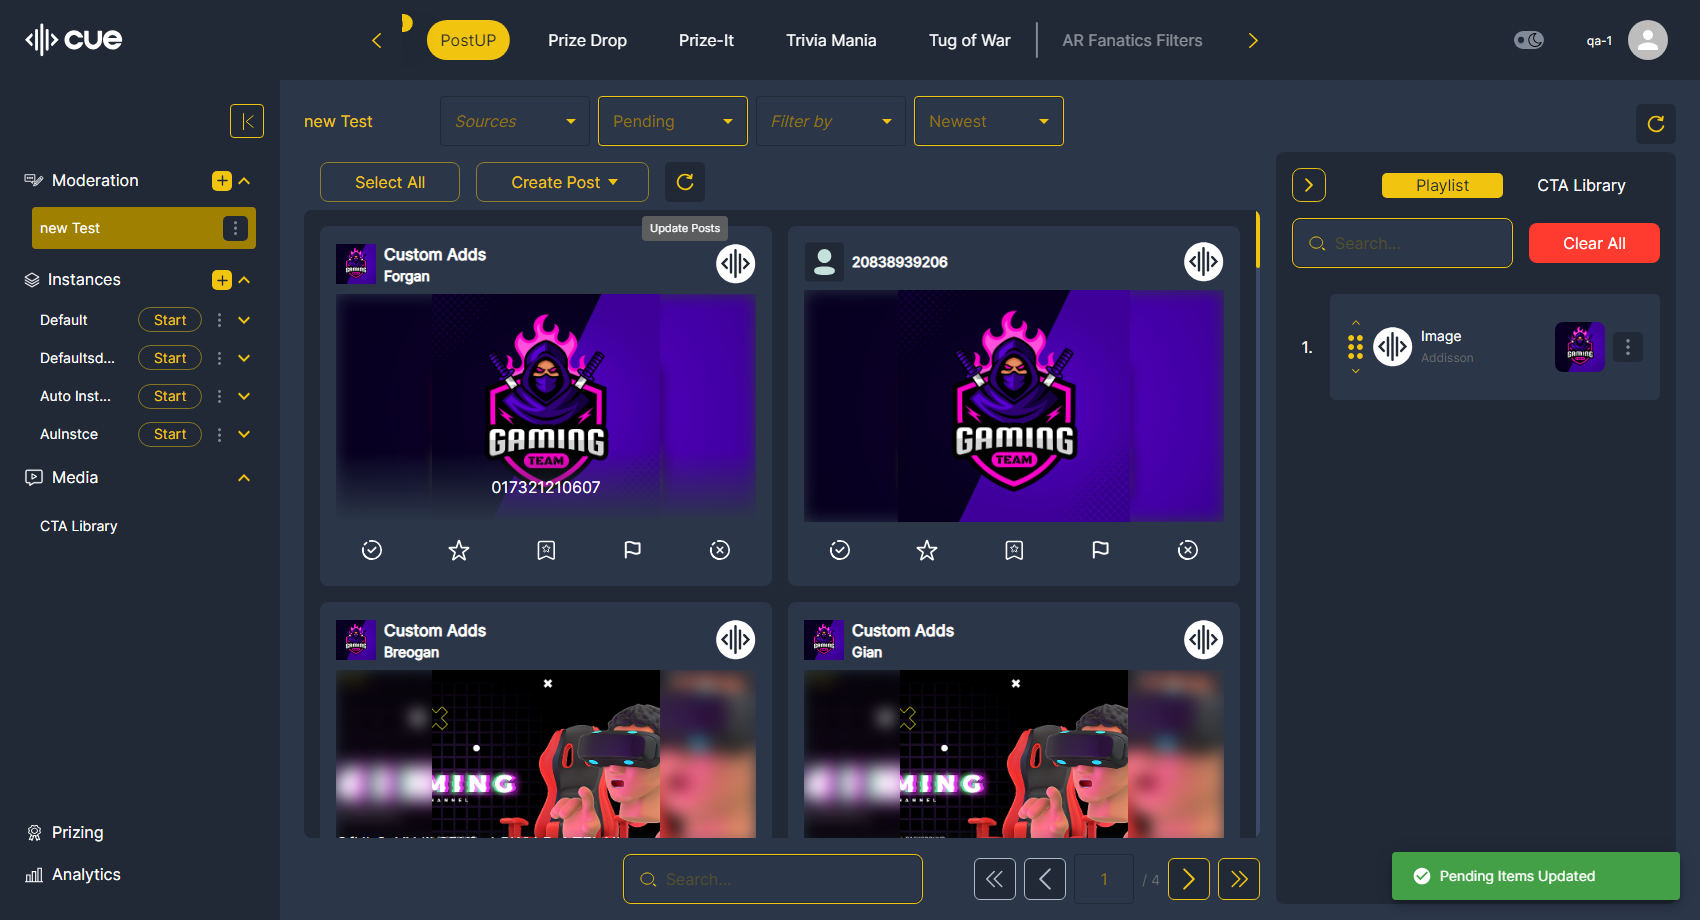 cue
PostUP
Prize Drop
Prize-It
Trivia Mania
Tug of War
AR Fanatics Filters
qa-1
new Test
Sources
Pending
Filter by
Newest
Select All
Create Post
Update Posts
Moderation
new Test
Instances
Default
Start
Defaultsd...
Start
Auto Inst...
Start
AuInstce
Start
Media
CTA Library
Prizing
Analytics
Custom Adds
Forgan
GAMING
TEAM
017321210607
20838939206
GAMING
TEAM
Custom Adds
Breogan
Custom Adds
Gian
Playlist
CTA Library
Search...
Clear All
1.
Image
Addisson
GAMING
Search...
1
/ 4
Pending Items Updated